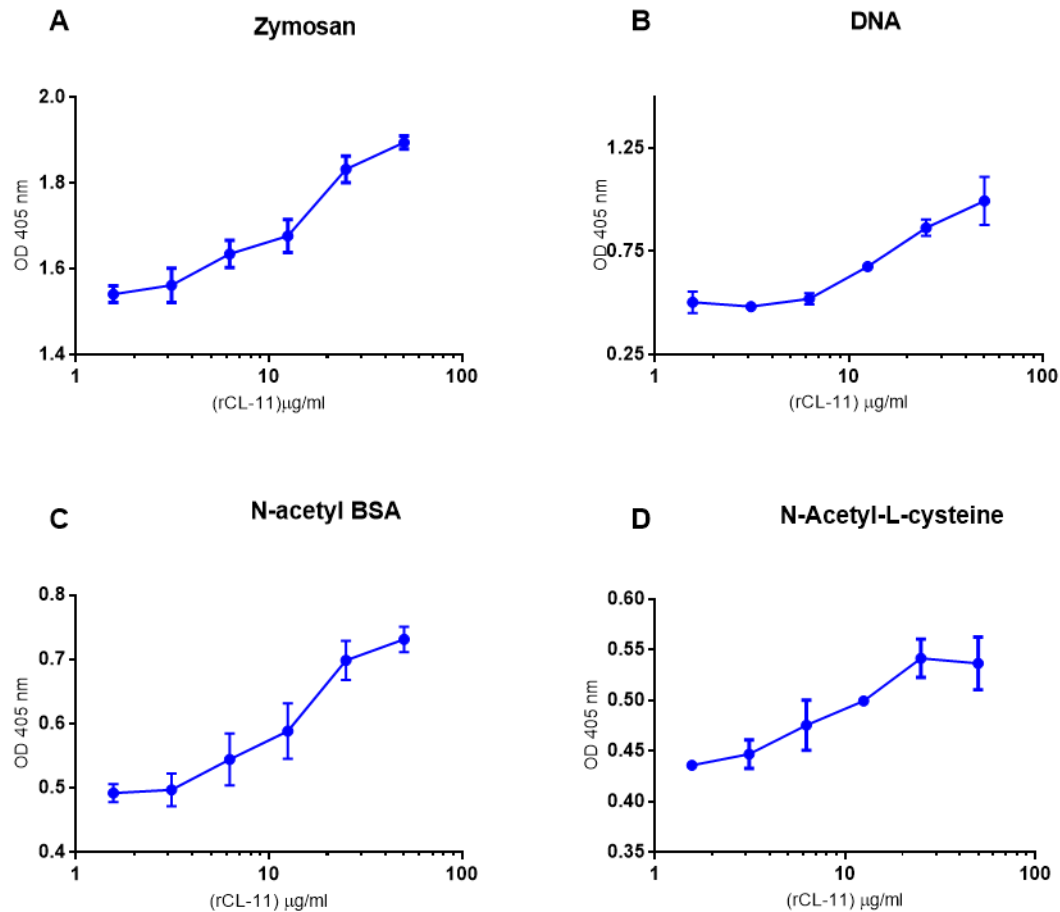 A
Zymosan
2.0
1.8
1.6
1.4
OD 405 nm
1
10
100
(rCL-11)μg/ml
B
DNA
1.25
0.75
0.25
OD 405 nm
1
10
100
(rCL-11) μg/ml
C
N-acetyl BSA
0.8
0.7
0.6
0.5
0.4
OD 405 nm
1
10
100
(rCL-11) μg/ml
D
N-Acetyl-L-cysteine
0.60
0.55
0.50
0.45
0.40
0.35
OD 405 nm
1
10
100
(rCL-11) μg/ml